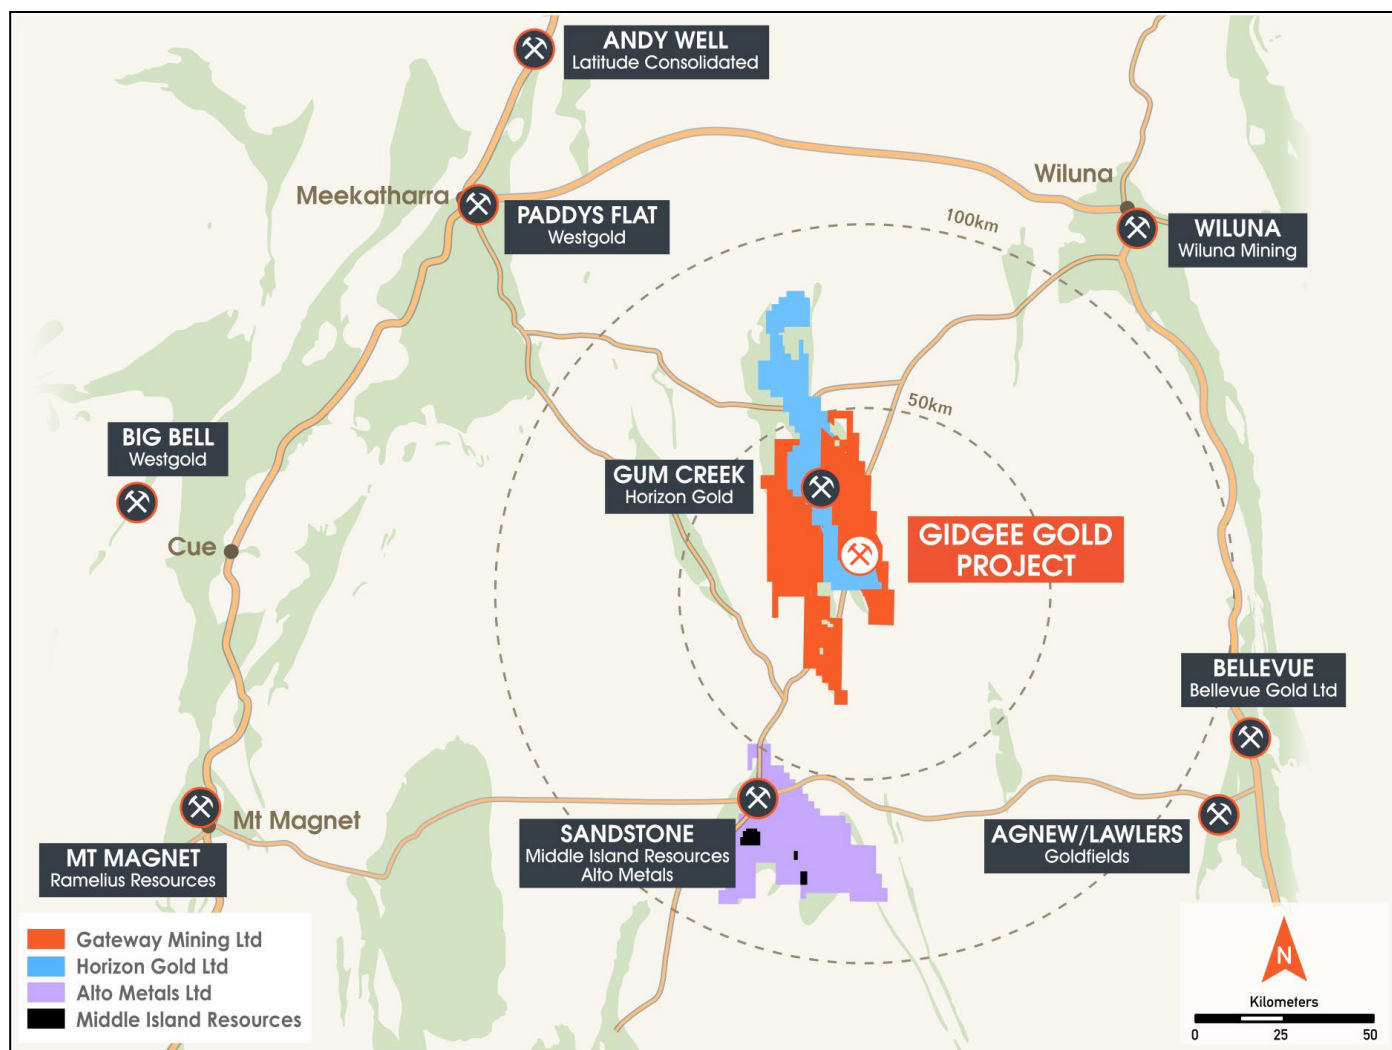 ANDY WELL
Latitude Consolidated
Meekatharra
Wiluna
PADDYS FLAT
Westgold
100km
WILUNA
Wiluna Mining
50km
BIG BELL
Westgold
GUM CREEK
Horizon Gold
GIDGEE GOLD
PROJECT
Cue
BELLEVUE
Bellevue Gold Ltd
Mt Magnet
SANDSTONE
Middle Island Resources
Alto Metals
AGNEW/LAWLERS
Goldfields
MT MAGNET
Ramelius Resources
Gateway Mining Ltd
Horizon Gold Ltd
Alto Metals Ltd
Middle Island Resources
N
Kilometers
0 25 50